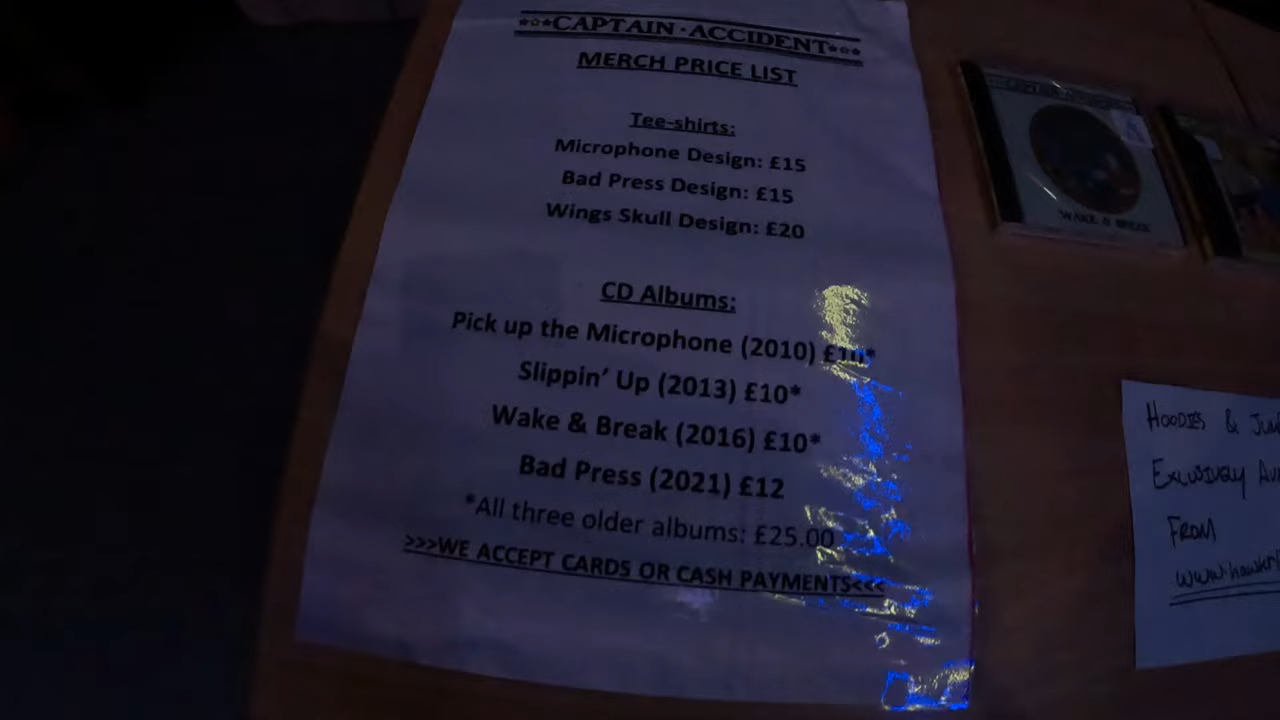 CAPTAIN·ACCIDENT
MERCH PRICE LIST
Tee-shirts:
Microphone Design: £15
Bad Press Design: £15
Wings Skull Design: £20
CD Albums:
Pick up the Microphone (2010) £10*
Slippin’ Up (2013) £10*
Wake & Break (2016) £10*
Bad Press (2021) £12
*All three older albums: £25.00
>>>WE ACCEPT CARDS OR CASH PAYMENTS<<<
WAKE & BREAK
HOODIES &
EXCLUSIVELY
FROM